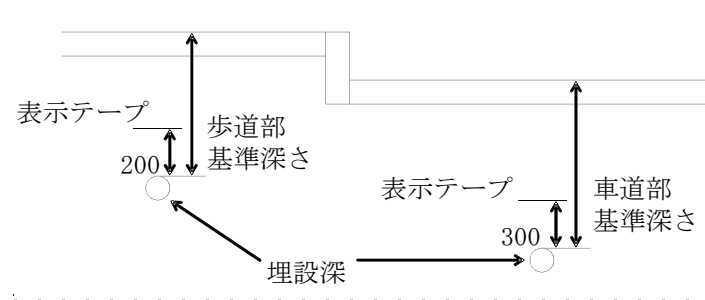 表示テープ
歩道部
基準深さ
200
表示テープ
車道部
基準深さ
300
埋設深